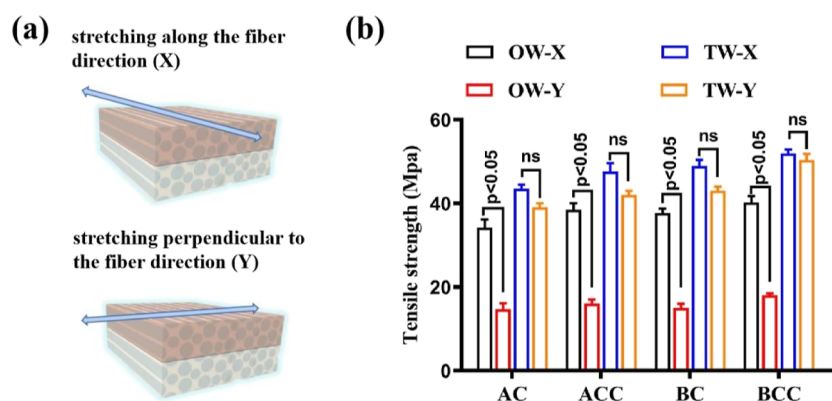 (a)
stretching along the fiber
direction (X)
stretching perpendicular to
the fiber direction (Y)
(b)
OW-X
TW-X
OW-Y
TW-Y
Tensile strength (Mpa)
60
40
20
0
p<0.05
ns
p<0.05
ns
p<0.05
ns
p<0.05
ns
AC
ACC
BC
BCC